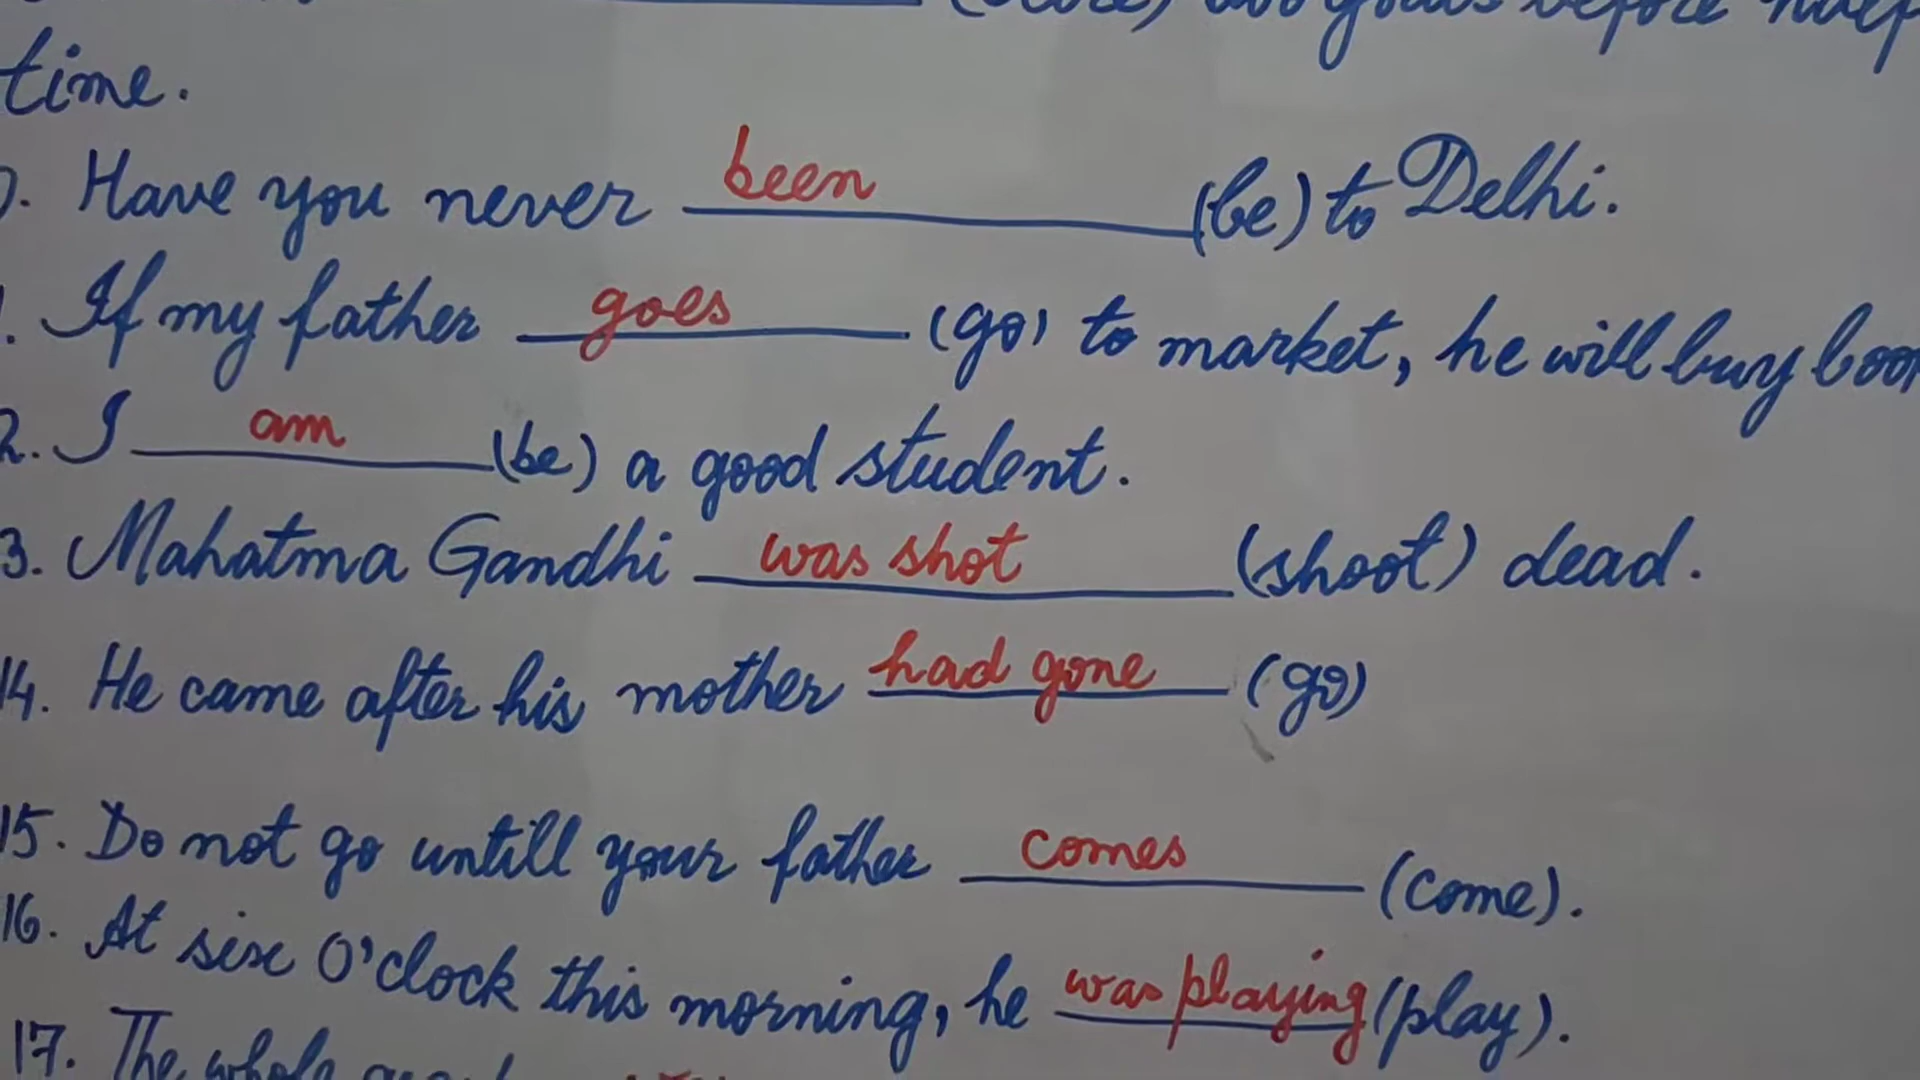 goals before
time.
. Have you never been (be) to Delhi.
. If my father goes (go) to market, he will buy
2. I am (be) a good student.
3. Mahatma Gandhi was shot (shoot) dead.
14. He came after his mother had gone (go)
15. Do not go untill your father comes (come).
16. At six O'clock this morning, he was playing (play).
17. The whole